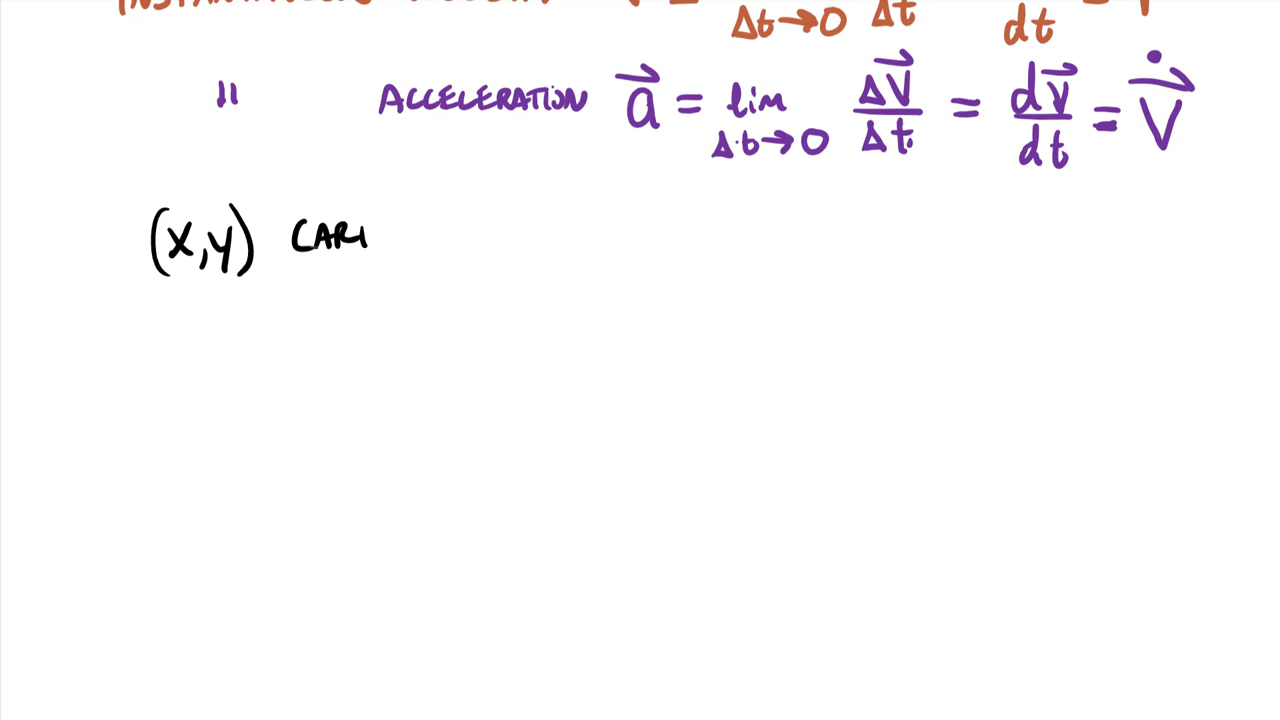 Δt→0 Δt dt
" ACCELERATION a⃗ = lim Δt→0 Δv⃗/Δt = dv⃗/dt = v⃗̇
(x,y) CAR